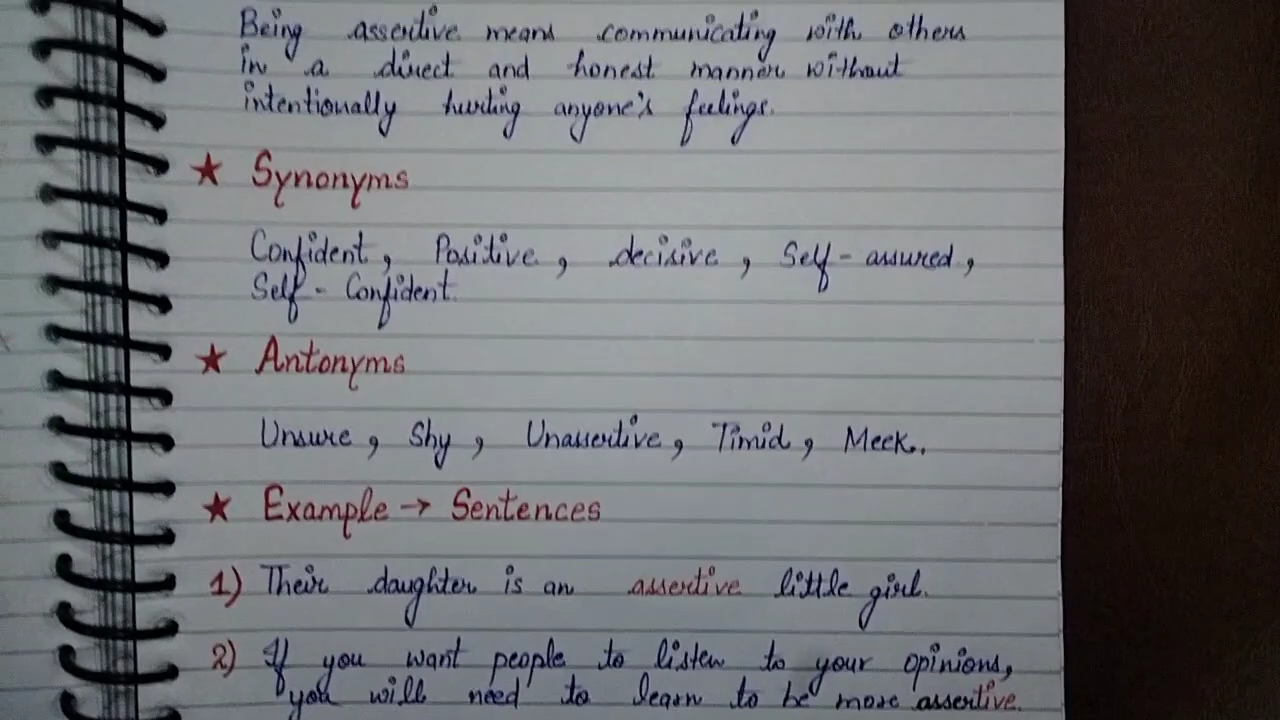 Being assertive means communicating with others
in a direct and honest manner without
intentionally hurting anyone's feelings.
★ Synonyms
Confident, Positive, decisive, Self-assured,
Self-Confident.
★ Antonyms
Unsure, Shy, Unassertive, Timid, Meek.
★ Example → Sentences
1) Their daughter is an assertive little girl.
2) If you want people to listen to your opinions,
you will need to learn to be more assertive.